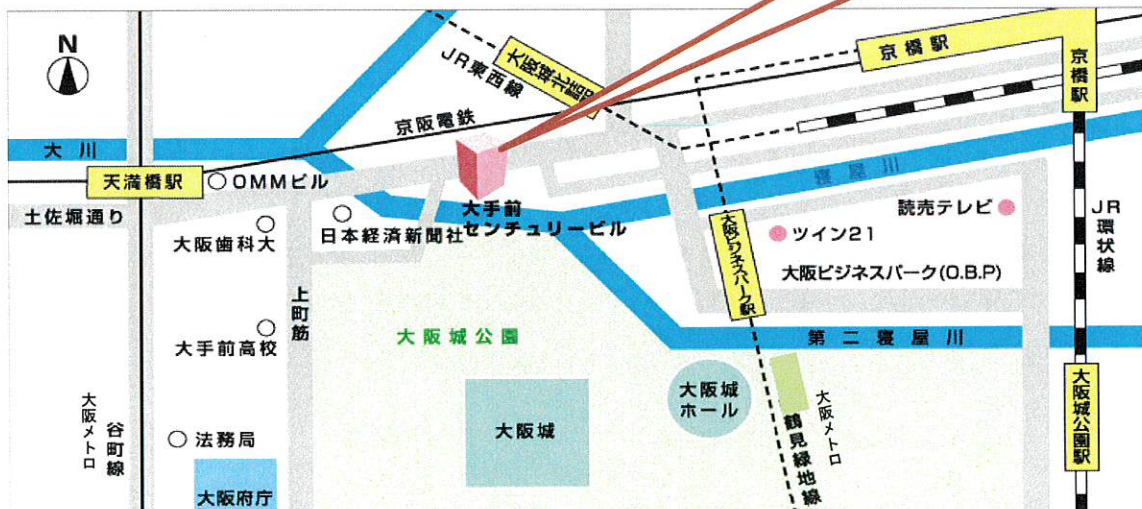 N
大阪城北詰駅
JR東西線
京橋駅
京橋駅
京阪電鉄
大川
天満橋駅
OMMビル
寝屋川
土佐堀通り
大阪歯科大
日本経済新聞社
大手前
センチュリービル
読売テレビ
ツイン21
大阪ビジネスパーク(O.B.P)
大阪ビジネスパーク駅
JR環状線
上町筋
大手前高校
大阪城公園
第二寝屋川
大阪城
ホール
大阪城
大阪メトロ
谷町線
法務局
大阪府庁
大阪メトロ
鶴見緑地線
大阪城公園駅